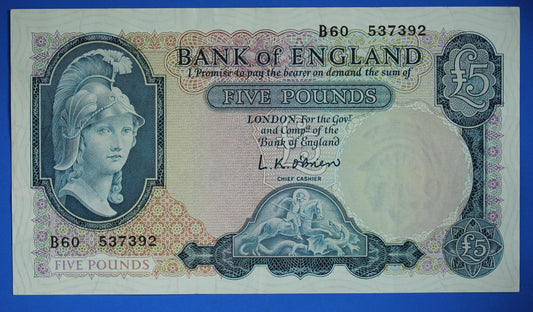 B60 537392
BANK of ENGLAND
I Promise to pay the bearer on demand the sum of
£5
FIVE POUNDS
LONDON, For the Govr.
and Compa. of the
Bank of England
£5
L.K. O'Brien
CHIEF CASHIER
B60 537392
FIVE POUNDS
£5